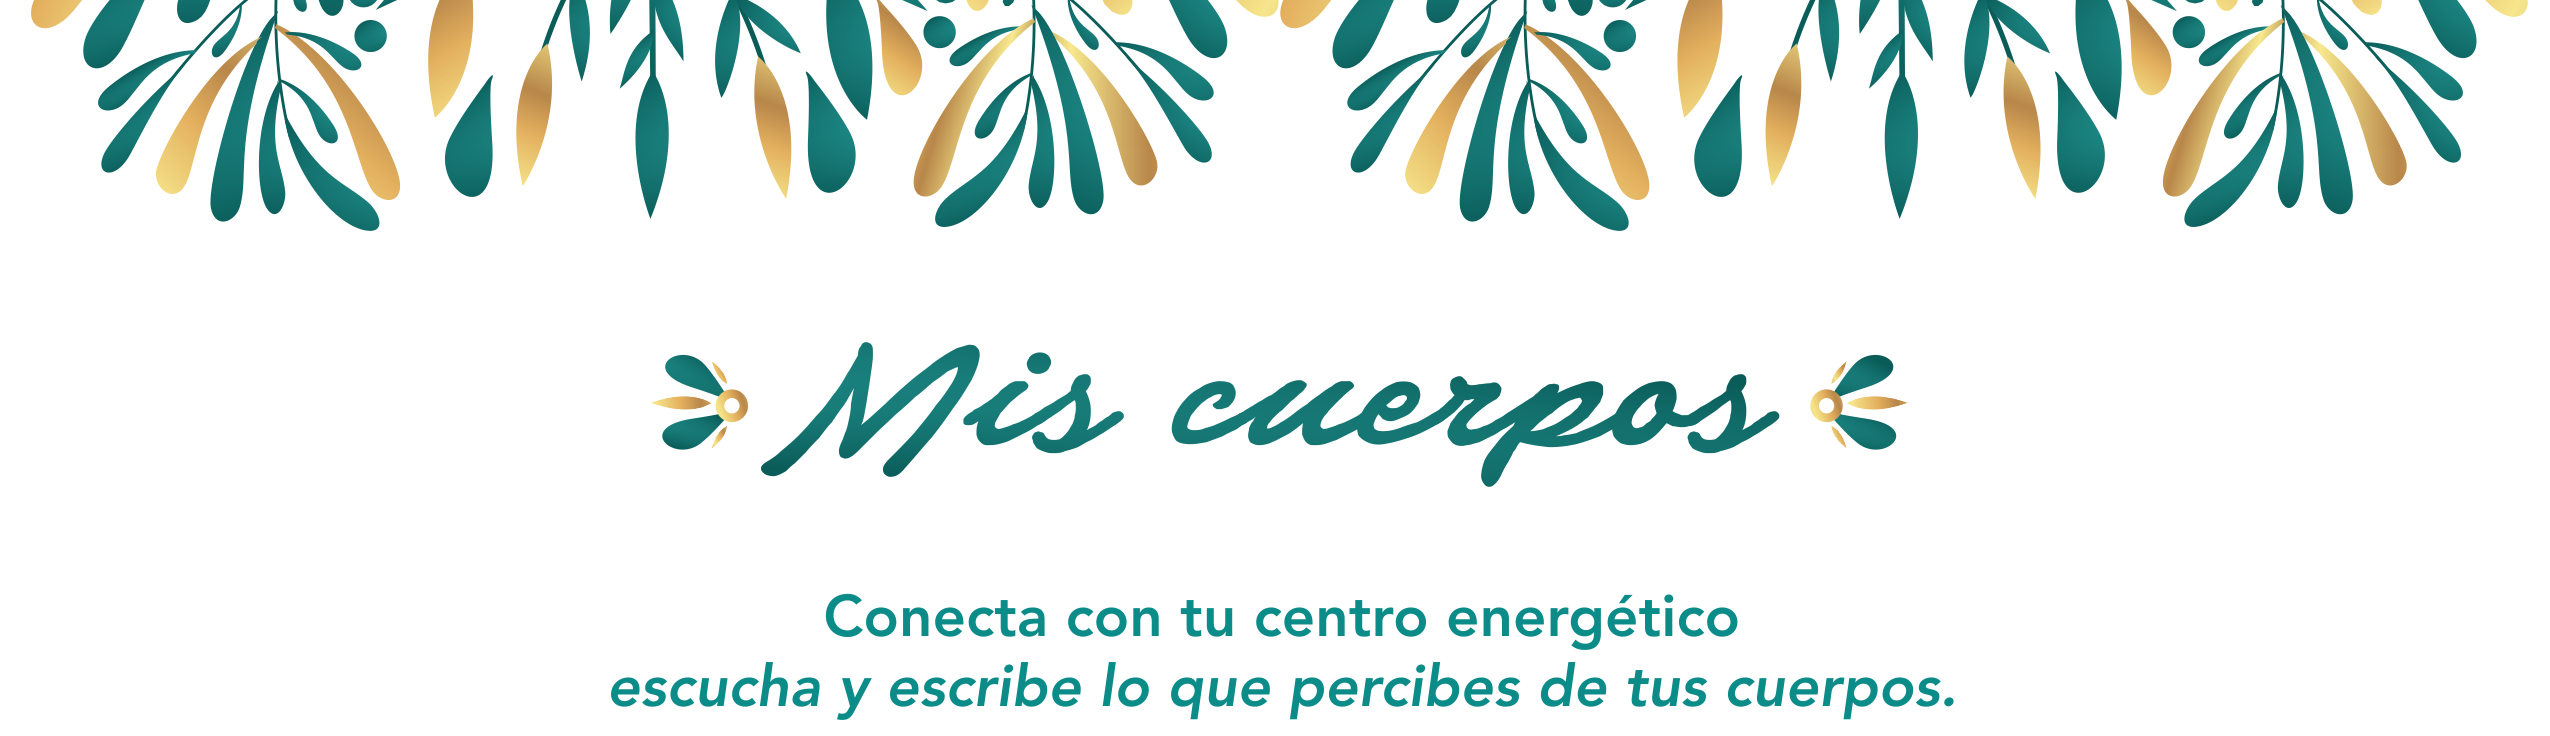 Mis cuerpos
Conecta con tu centro energético
escucha y escribe lo que percibes de tus cuerpos.